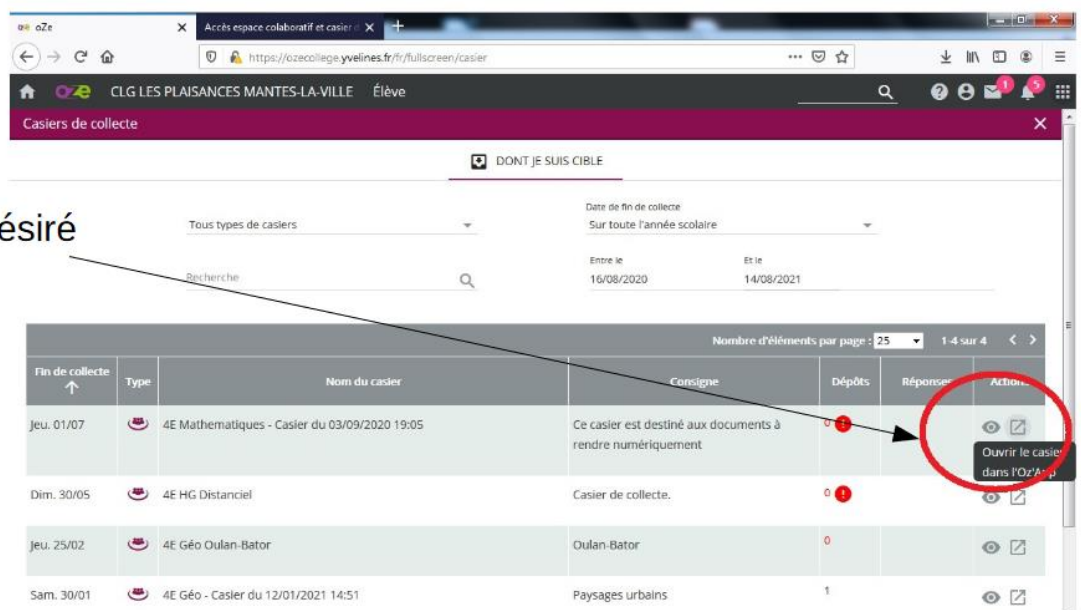 oZe
Accès espace colaboratif et casier d
https://ozecollege.yvelines.fr/fr/fullscreen/casier
oze CLG LES PLAISANCES MANTES-LA-VILLE Élève
1
5
Casiers de collecte
DONT JE SUIS CIBLE
ésiré
Tous types de casiers
Date de fin de collecte
Sur toute l'année scolaire
Recherche
Entre le
16/08/2020
Et le
14/08/2021
Nombre d'éléments par page : 25 1-4 sur 4
Fin de collecte Type Nom du casier Consigne Dépôts Réponses Actions
Jeu. 01/07 4E Mathematiques - Casier du 03/09/2020 19:05 Ce casier est destiné aux documents à 0
rendre numériquement
Ouvrir le casier
dans l'Oz'App
Dim. 30/05 4E HG Distanciel Casier de collecte. 0
Jeu. 25/02 4E Géo Oulan-Bator Oulan-Bator 0
Sam. 30/01 4E Géo - Casier du 12/01/2021 14:51 Paysages urbains 1